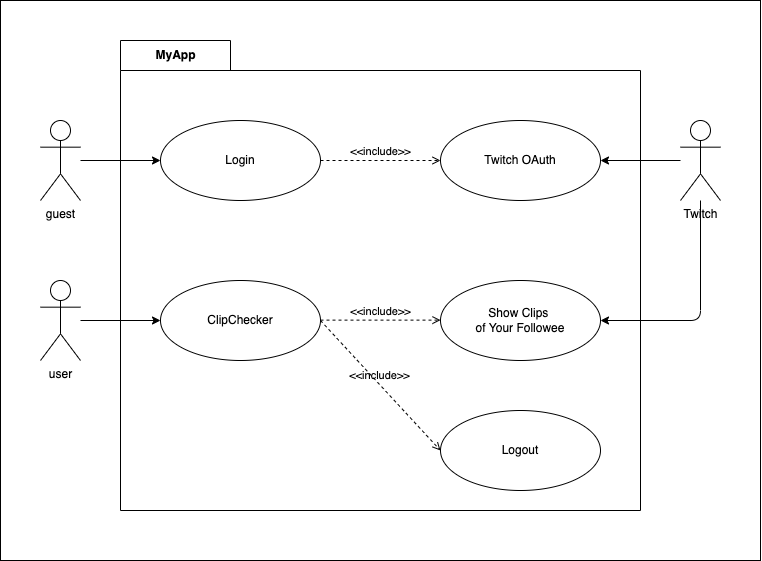 MyApp
Login
<<include>>
Twitch OAuth
guest
Twitch
ClipChecker
<<include>>
Show Clips
of Your Followee
user
<<include>>
Logout